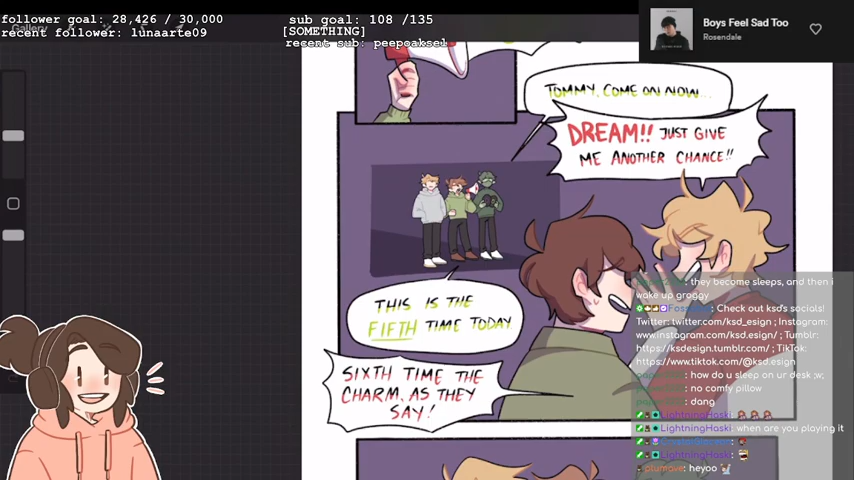 follower goal: 28,426 / 30,000
recent follower: lunaarte09
sub goal: 108 /135
[SOMETHING]
recent sub: peepoaksel
Boys Feel Sad Too
Rosendale
TOMMY, COME ON NOW...
DREAM!! JUST GIVE
ME ANOTHER CHANCE!!
THIS IS THE
FIFTH TIME TODAY.
SIXTH TIME THE
CHARM, AS THEY
SAY!
: they become sleeps, and then i
wake up groggy
: Check out ksd's socials!
Twitter: twitter.com/ksd_esign ; Instagram:
www.instagram.com/ksd.esign/ ; Tumblr:
https://ksdesign.tumblr.com/ ; TikTok:
https://www.tiktok.com/@ksd.esign
: how do u sleep on ur desk ;w;
: no comfy pillow
: dang
LightningHaski:
LightningHaski: when are you playing it
LightningHaski:
plumave: heyoo